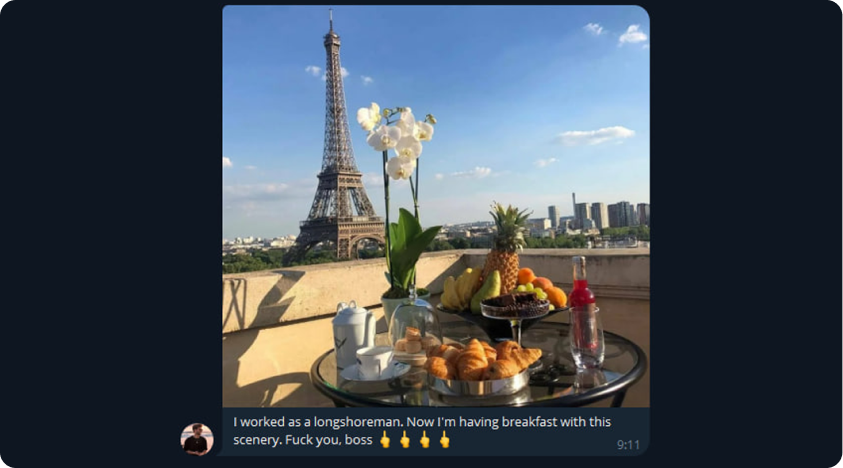 I worked as a longshoreman. Now I'm having breakfast with this
scenery. Fuck you, boss 🖕 🖕 🖕 🖕
9:11